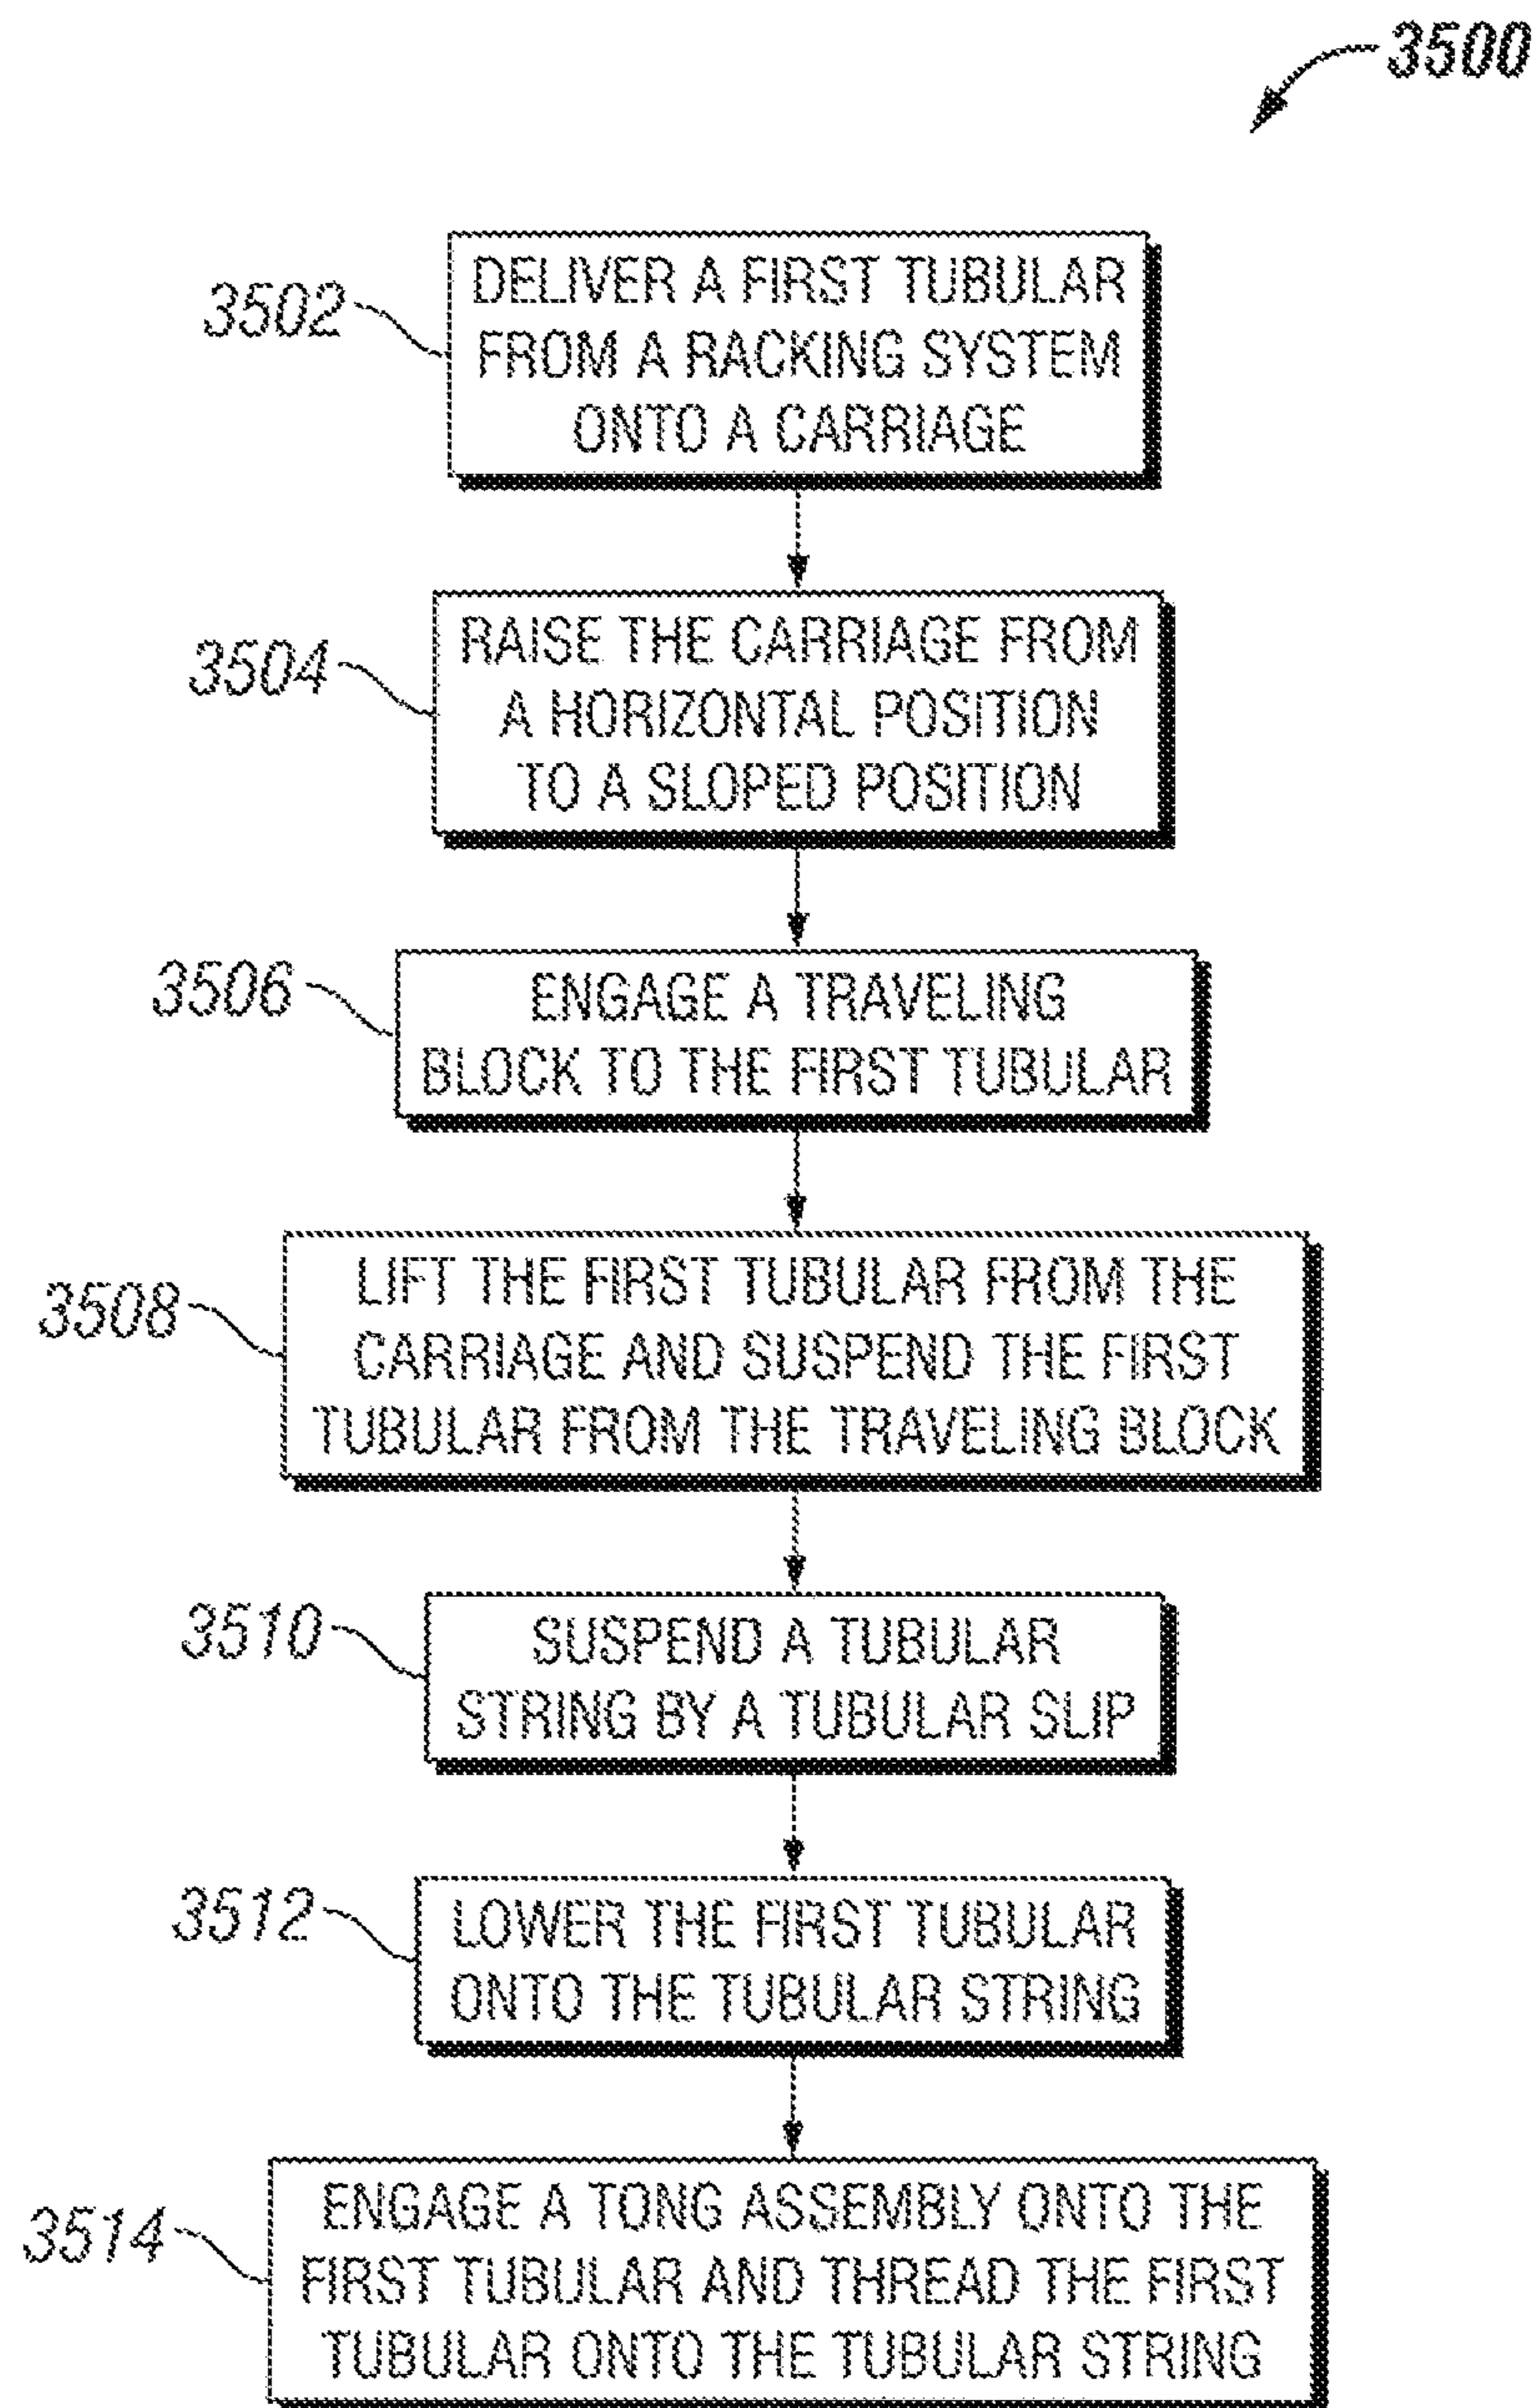 3500
3502
DELIVER A FIRST TUBULAR
FROM A RACKING SYSTEM
ONTO A CARRIAGE
3504
RAISE THE CARRIAGE FROM
A HORIZONTAL POSITION
TO A SLOPED POSITION
3506
ENGAGE A TRAVELING
BLOCK TO THE FIRST TUBULAR
3508
LIFT THE FIRST TUBULAR FROM THE
CARRIAGE AND SUSPEND THE FIRST
TUBULAR FROM THE TRAVELING BLOCK
3510
SUSPEND A TUBULAR
STRING BY A TUBULAR SLIP
3512
LOWER THE FIRST TUBULAR
ONTO THE TUBULAR STRING
3514
ENGAGE A TONG ASSEMBLY ONTO THE
FIRST TUBULAR AND THREAD THE FIRST
TUBULAR ONTO THE TUBULAR STRING